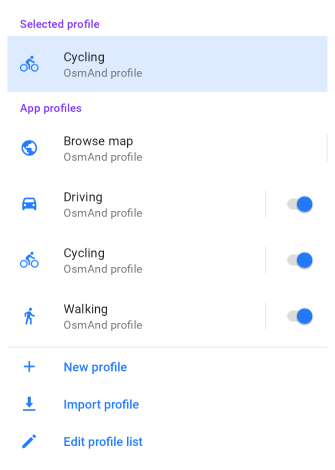 Selected profile
Cycling
OsmAnd profile
App profiles
Browse map
OsmAnd profile
Driving
OsmAnd profile
Cycling
OsmAnd profile
Walking
OsmAnd profile
New profile
Import profile
Edit profile list